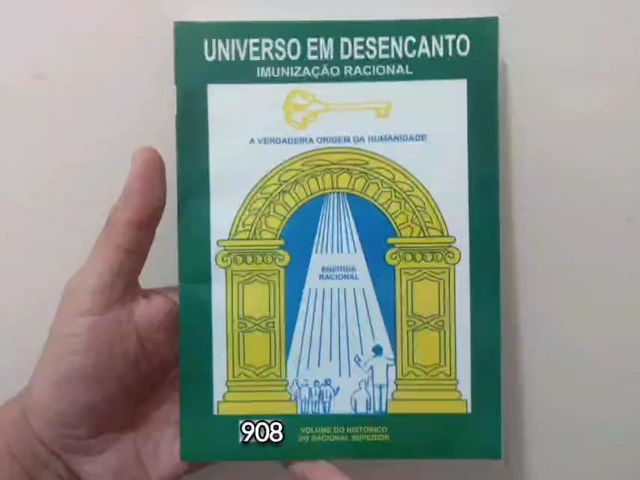 UNIVERSO EM DESENCANTO
IMUNIZAÇÃO RACIONAL
A VERDADEIRA ORIGEM DA HUMANIDADE
ENERGIA
RACIONAL
908
VOLUME DO HISTÓRICO
DO RACIONAL SUPERIOR